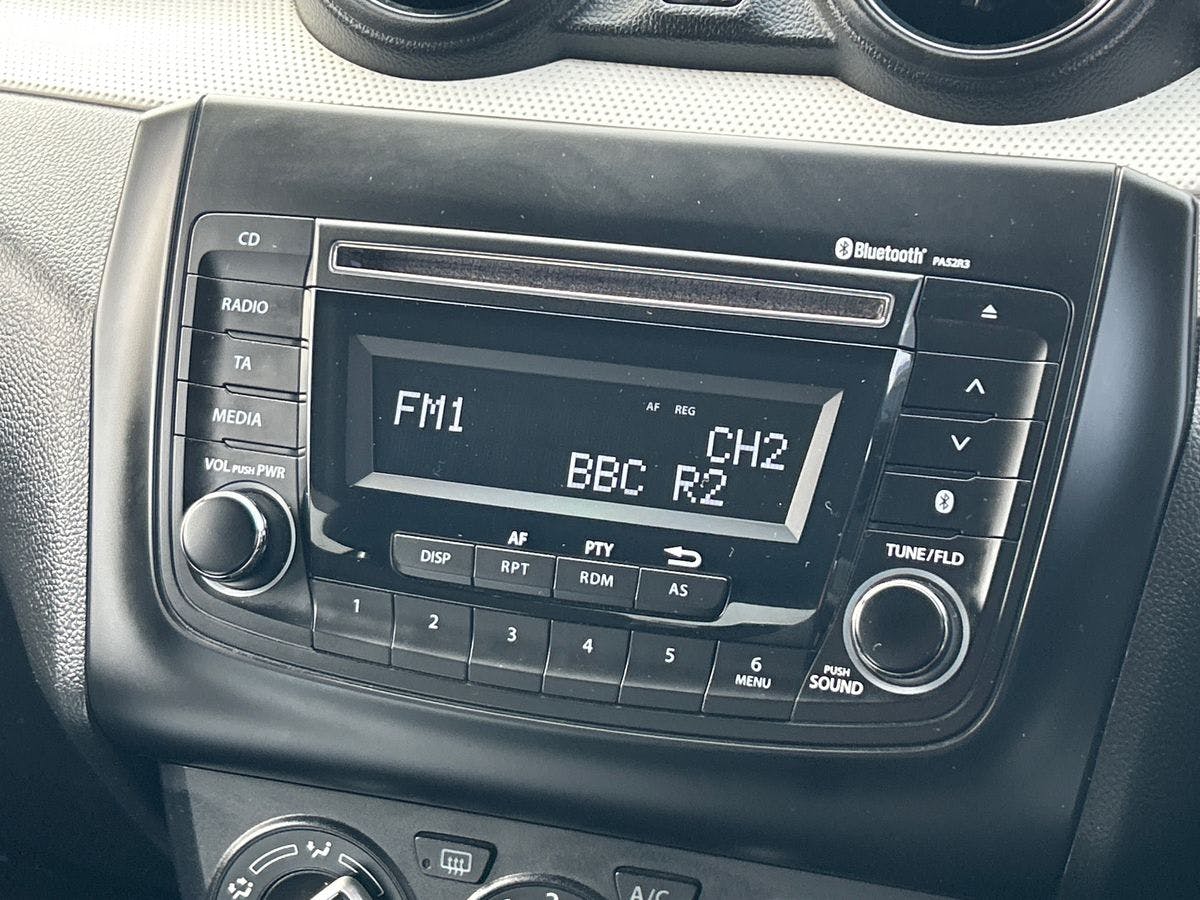 CD
Bluetooth PA52R3
RADIO
TA
MEDIA
VOL PUSH PWR
FM1
AF REG
CH2
BBC R2
AF
PTY
DISP
RPT
RDM
AS
TUNE/FLD
1
2
3
4
5
6
MENU
PUSH
SOUND
A/C